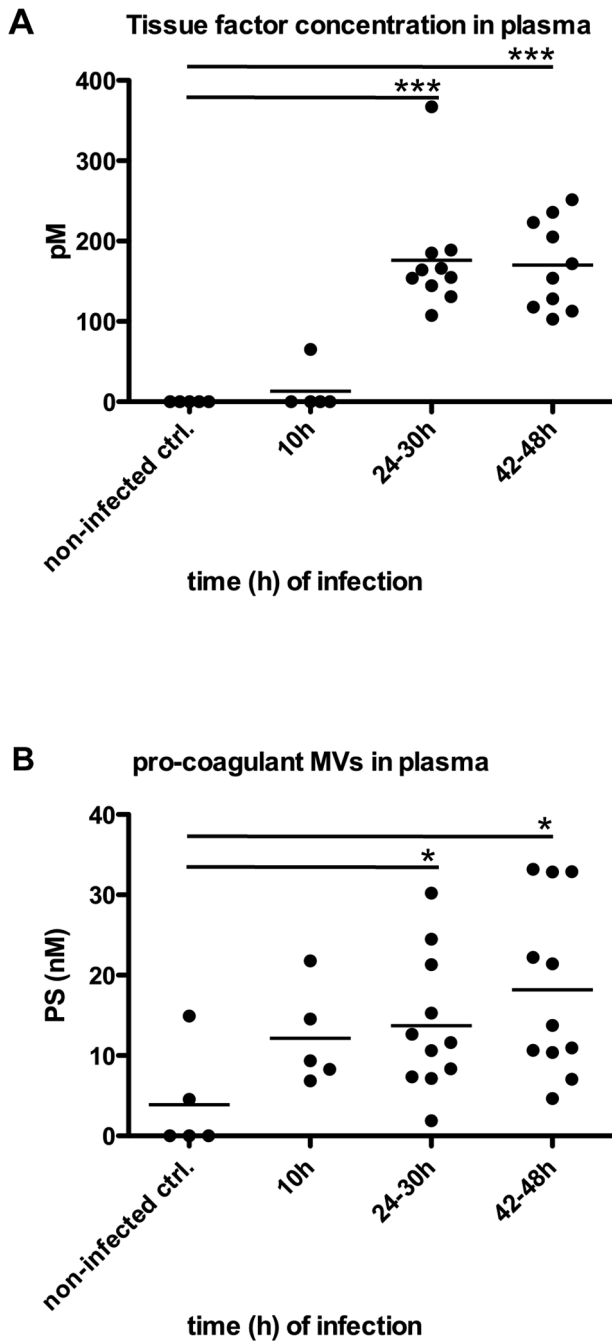 A
Tissue factor concentration in plasma
***
***
400
300
200
100
0
pM
non-infected ctrl.
10h
24-30h
42-48h
time (h) of infection
B
pro-coagulant MVs in plasma
*
*
40
30
20
10
0
PS (nM)
non-infected ctrl.
10h
24-30h
42-48h
time (h) of infection